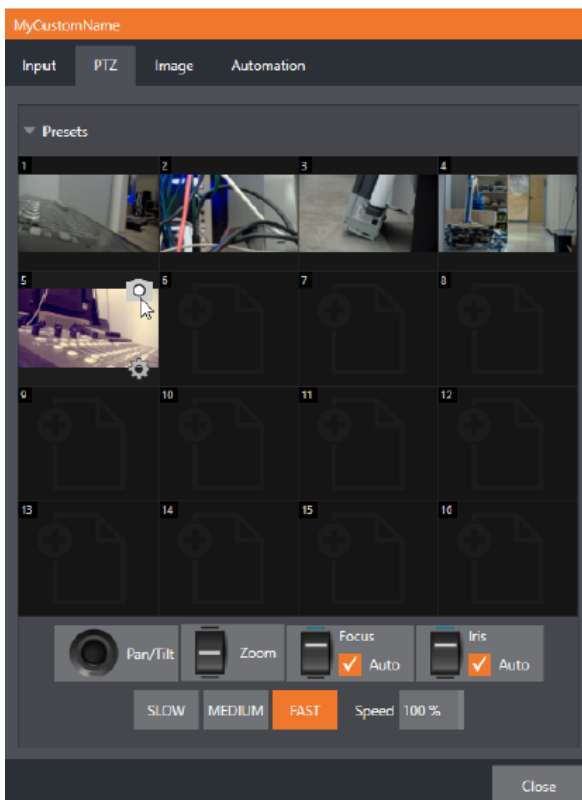 MyCustomName
Input PTZ Image Automation
Presets
1 2 3 4
5 6 7 8
9 10 11 12
13 14 15 16
Pan/Tilt Zoom Focus Auto Iris Auto
SLOW MEDIUM FAST Speed 100 %
Close